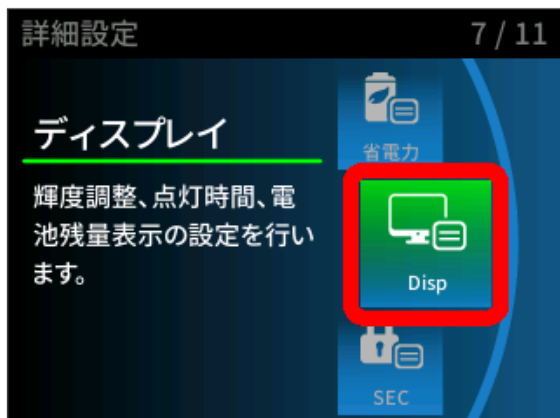 詳細設定
7 / 11
ディスプレイ
輝度調整、点灯時間、電
池残量表示の設定を行い
ます。
省電力
Disp
SEC